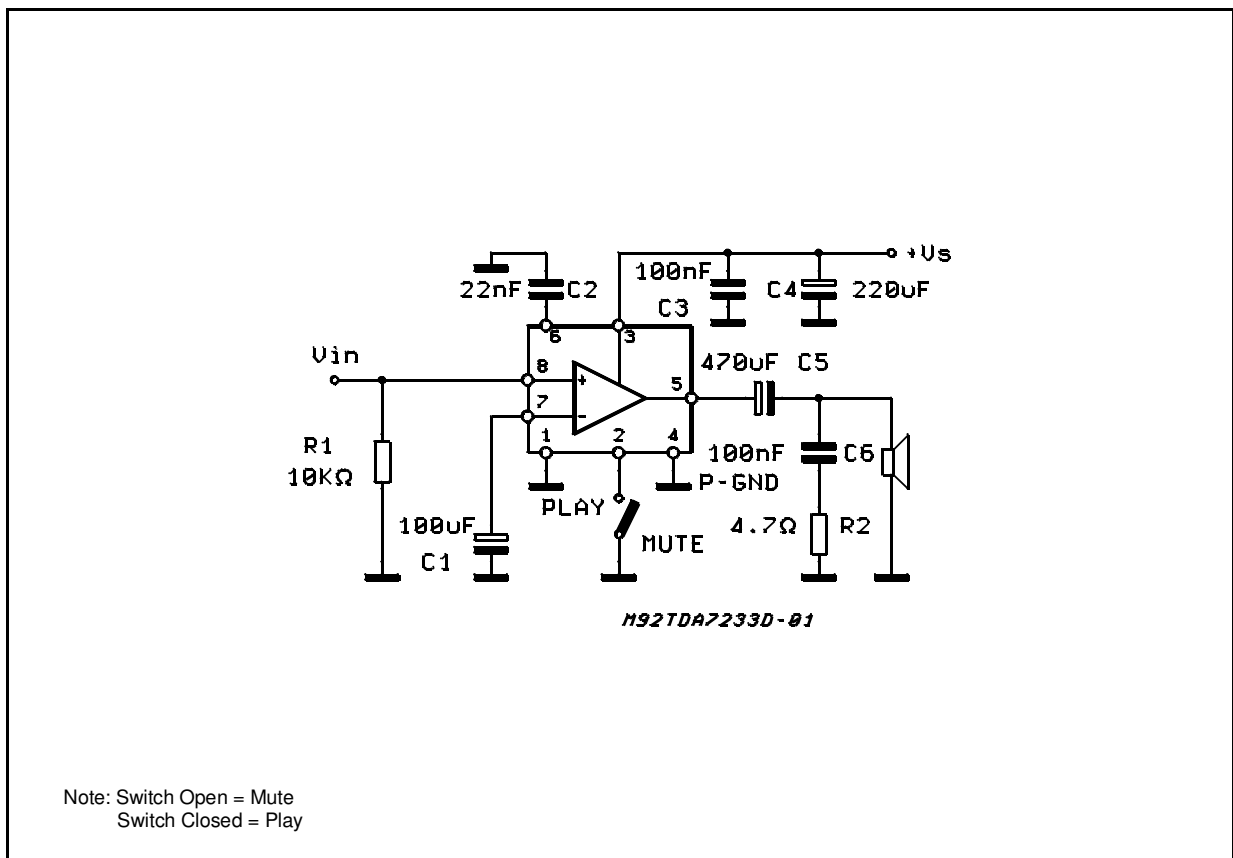 +Vs
100nF
22nF C2 C4 220uF
C3
6 3
Vin
470uF C5
8
+
5
7
-
1 2 4
R1
100nF C6
10KΩ
P-GND
PLAY
100uF
4.7Ω R2
MUTE
C1
M92TDA7233D-01
Note: Switch Open = Mute
Switch Closed = Play